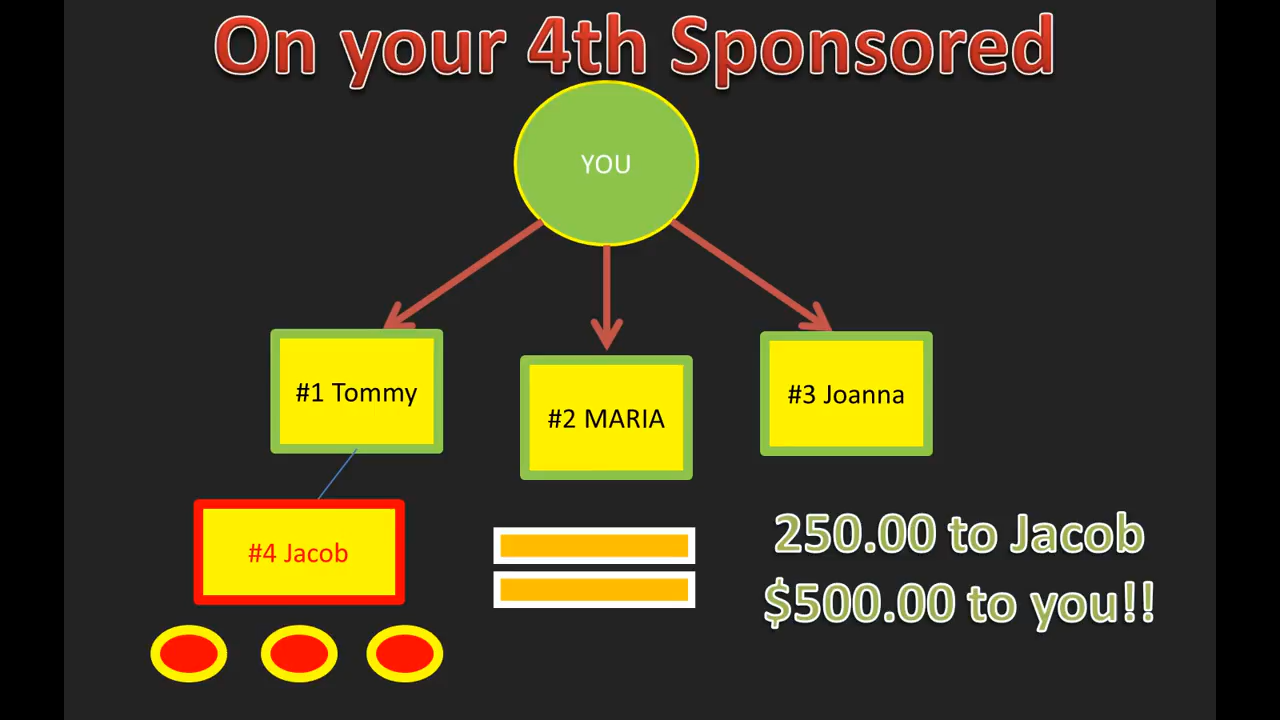 On your 4th Sponsored
YOU
#1 Tommy
#2 MARIA
#3 Joanna
#4 Jacob
250.00 to Jacob
$500.00 to you!!